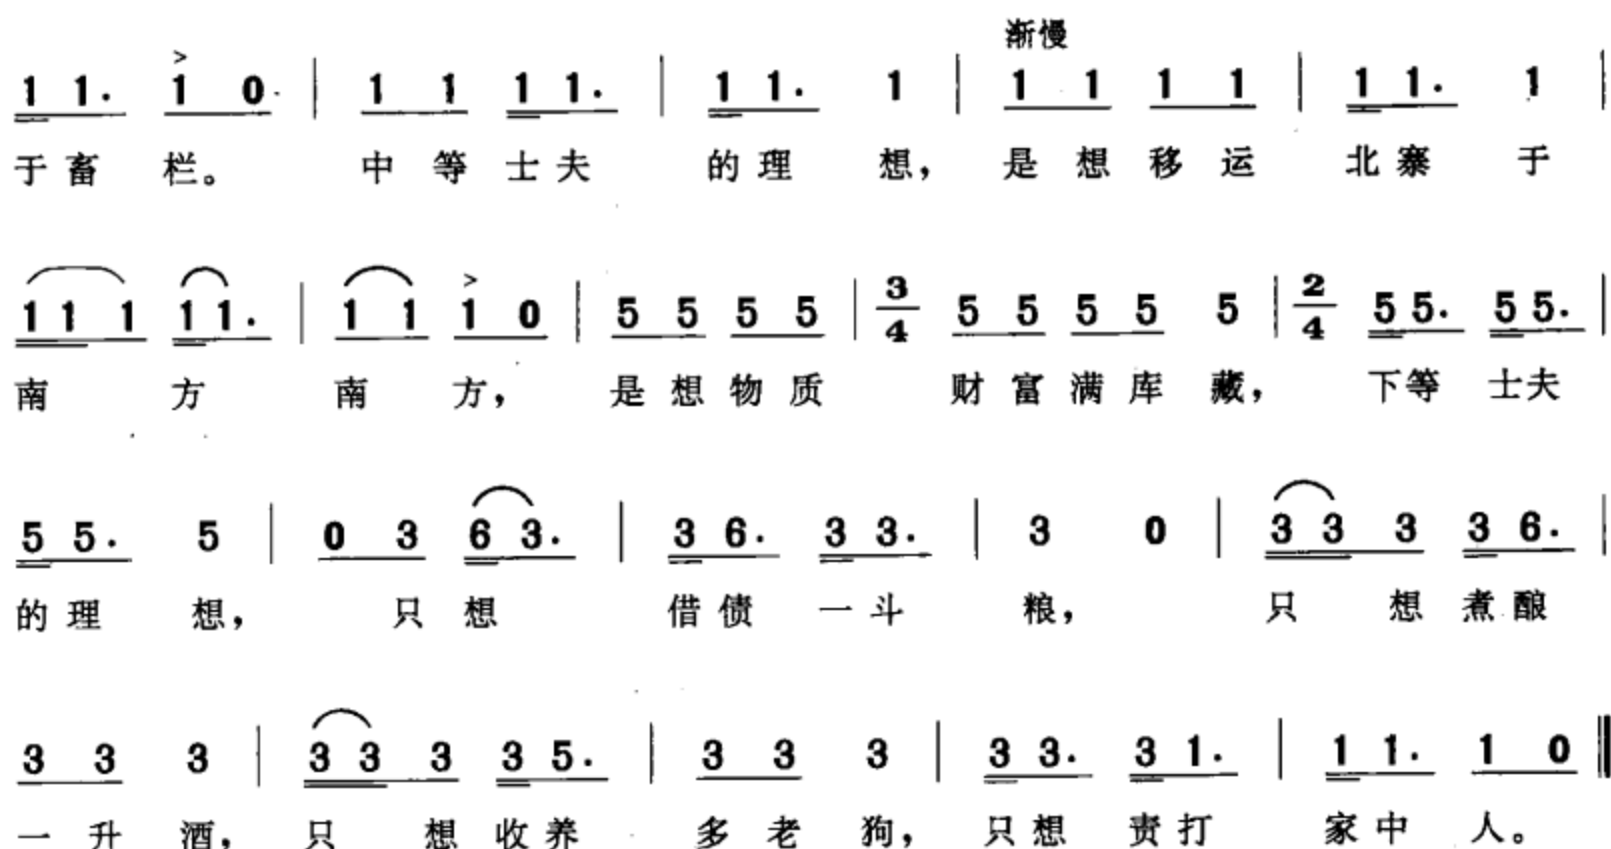 渐慢
1 1. 1 0 | 1 1 1 1. | 1 1. 1 | 1 1 1 1 | 1 1. 1 |
于畜 栏。 中 等 士夫 的理 想， 是 想 移 运 北寨 于
1 1 1 1 1. | 1 1 1 0 | 5 5 5 5 | 3/4 5 5 5 5 5 | 2/4 5 5. 5 5. |
南 方 南 方， 是 想 物 质 财 富 满 库 藏， 下等 士夫
5 5. 5 | 0 3 6 3. | 3 6. 3 3. | 3 0 | 3 3 3 3 6. |
的理 想， 只 想 借债 一斗 粮， 只 想 煮酿
3 3 3 | 3 3 3 3 5. | 3 3 3 | 3 3. 3 1. | 1 1. 1 0 ‖
一 升 酒， 只 想 收养 多 老 狗， 只想 责打 家中 人。